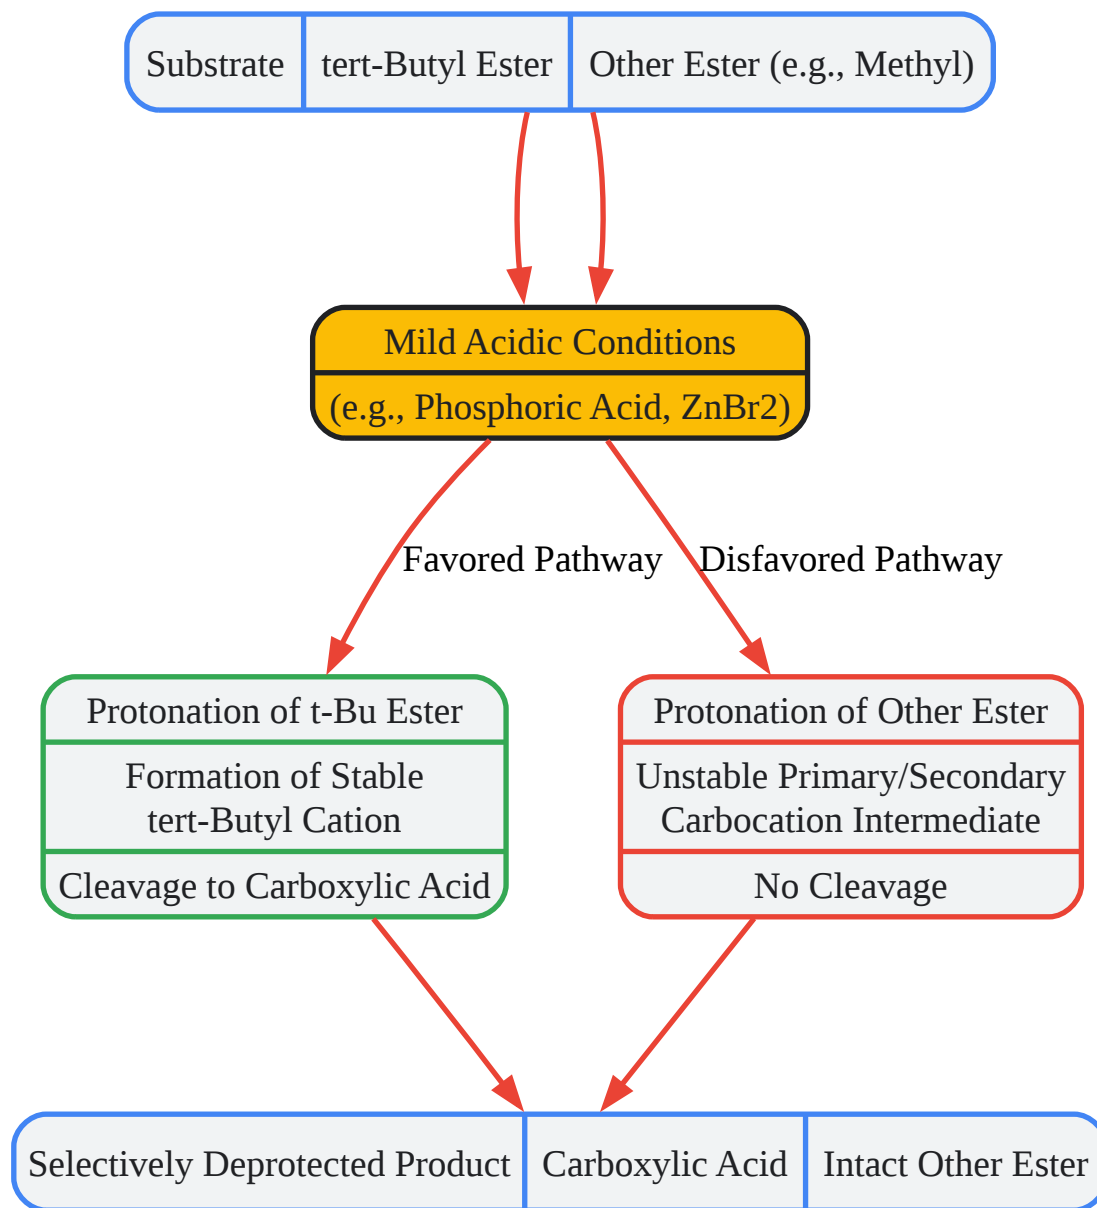 Substrate
tert-Butyl Ester
Other Ester (e.g., Methyl)
Mild Acidic Conditions
(e.g., Phosphoric Acid, ZnBr2)
Favored Pathway
Disfavored Pathway
Protonation of t-Bu Ester
Formation of Stable
tert-Butyl Cation
Cleavage to Carboxylic Acid
Protonation of Other Ester
Unstable Primary/Secondary
Carbocation Intermediate
No Cleavage
Selectively Deprotected Product
Carboxylic Acid
Intact Other Ester